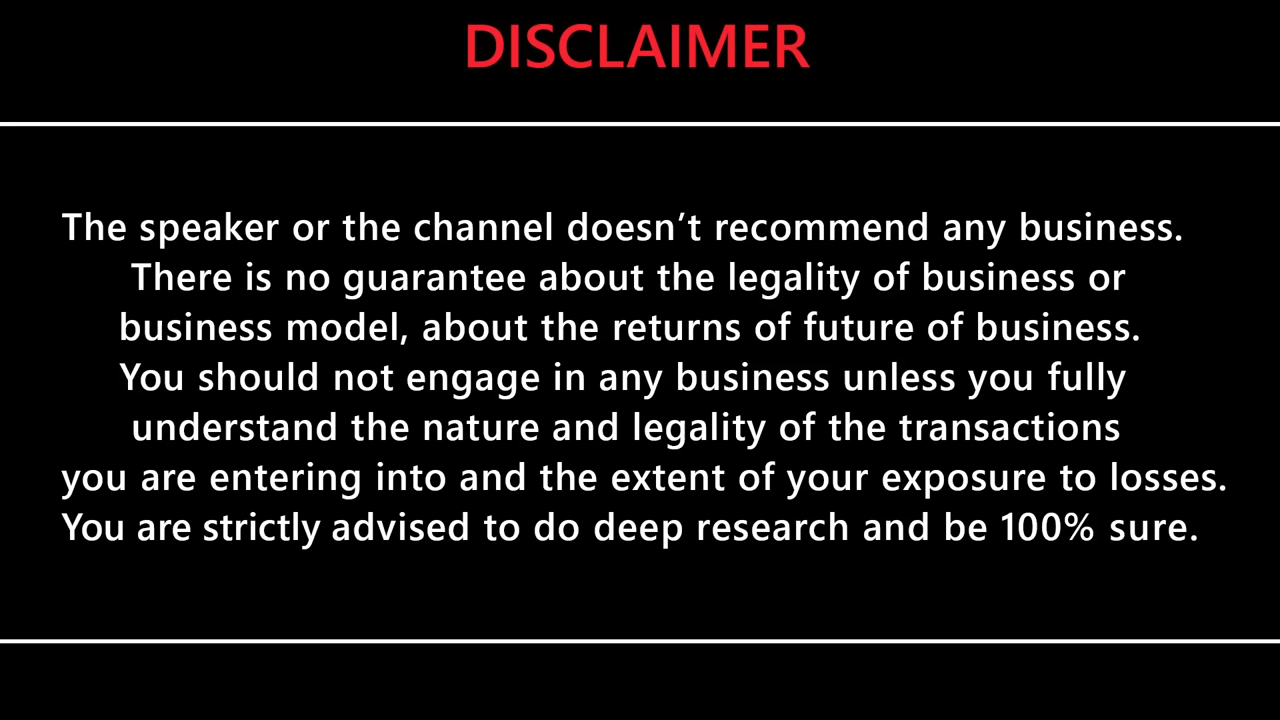 DISCLAIMER
The speaker or the channel doesn’t recommend any business.
There is no guarantee about the legality of business or
business model, about the returns of future of business.
You should not engage in any business unless you fully
understand the nature and legality of the transactions
you are entering into and the extent of your exposure to losses.
You are strictly advised to do deep research and be 100% sure.